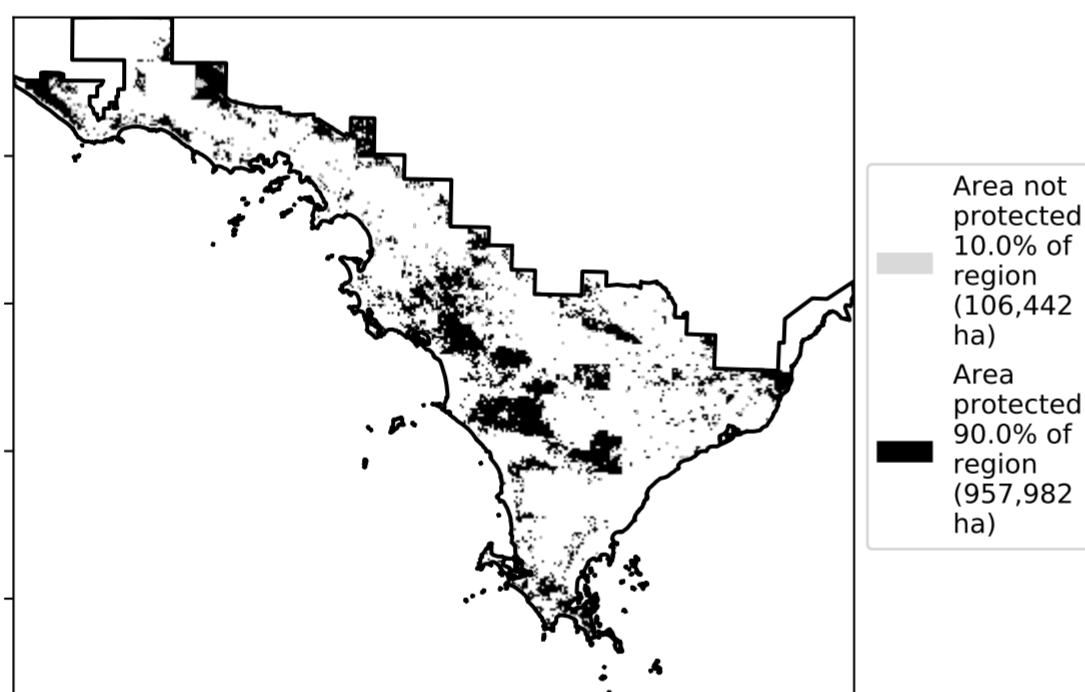 Area not
protected
10.0% of
region
(106,442
ha)
Area
protected
90.0% of
region
(957,982
ha)